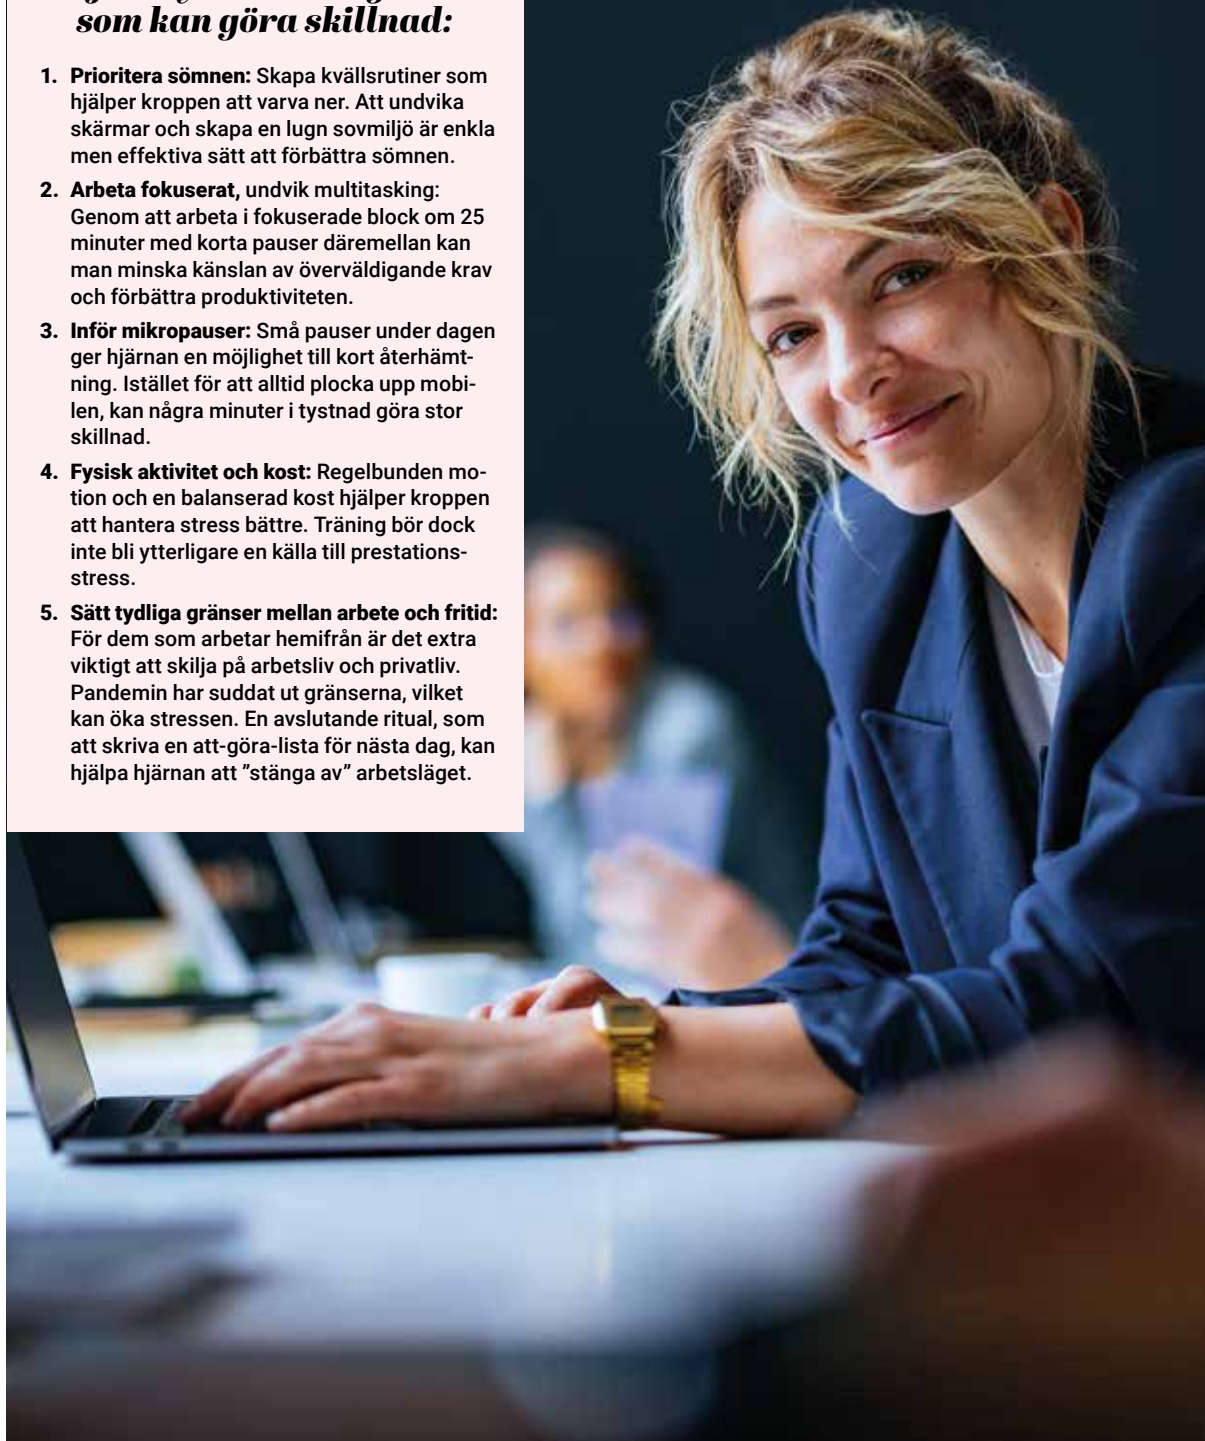 som kan göra skillnad:
1. Prioritera sömnen: Skapa kvällsrutiner som
hjälper kroppen att varva ner. Att undvika
skärmar och skapa en lugn sovmiljö är enkla
men effektiva sätt att förbättra sömnen.
2. Arbeta fokuserat, undvik multitasking:
Genom att arbeta i fokuserade block om 25
minuter med korta pauser däremellan kan
man minska känslan av överväldigande krav
och förbättra produktiviteten.
3. Inför mikropauser: Små pauser under dagen
ger hjärnan en möjlighet till kort återhämt-
ning. Istället för att alltid plocka upp mobi-
len, kan några minuter i tystnad göra stor
skillnad.
4. Fysisk aktivitet och kost: Regelbunden mo-
tion och en balanserad kost hjälper kroppen
att hantera stress bättre. Träning bör dock
inte bli ytterligare en källa till prestations-
stress.
5. Sätt tydliga gränser mellan arbete och fritid:
För dem som arbetar hemifrån är det extra
viktigt att skilja på arbetsliv och privatliv.
Pandemin har suddat ut gränserna, vilket
kan öka stressen. En avslutande ritual, som
att skriva en att-göra-lista för nästa dag, kan
hjälpa hjärnan att ”stänga av” arbetsläget.